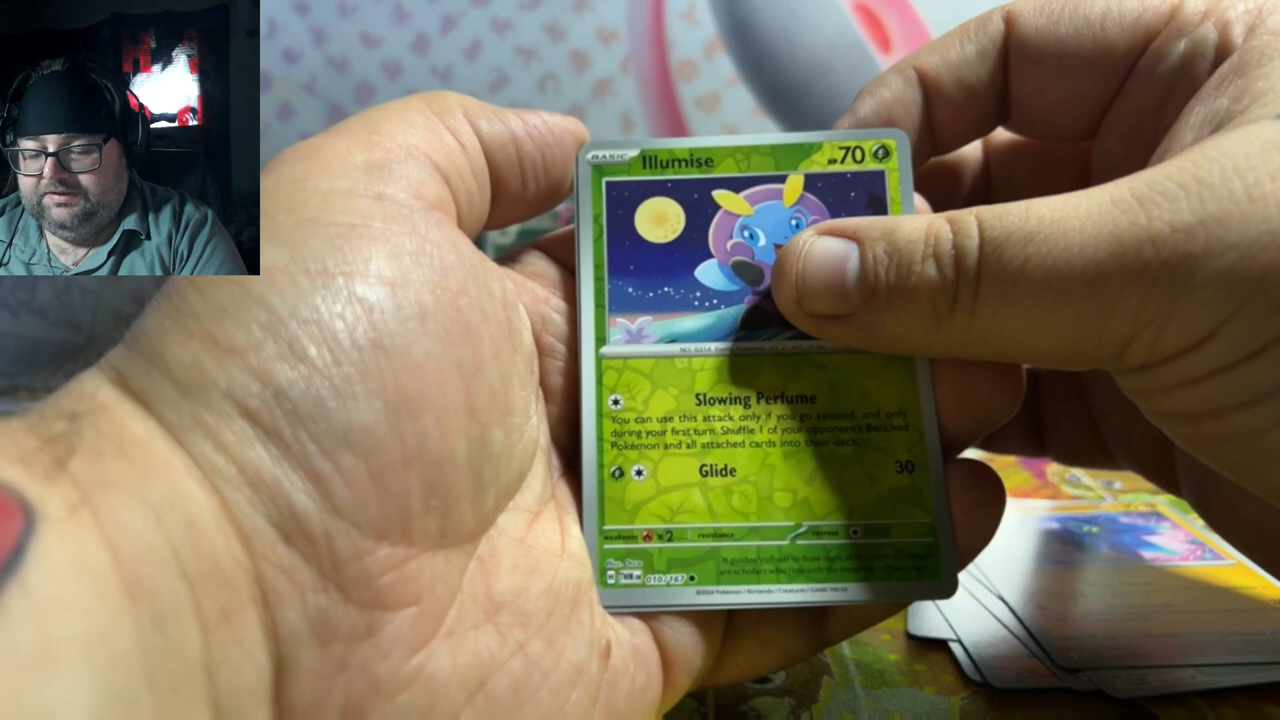 BASIC Illumise HP 70
Slowing Perfume
You can use this attack only if you go second, and only
during your first turn. Shuffle 1 of your opponent's Benched
Pokémon and all attached cards into their deck.
Glide 30
weakness ×2 resistance retreat
010/167
©2024 Pokémon / Nintendo / Creatures / GAME FREAK